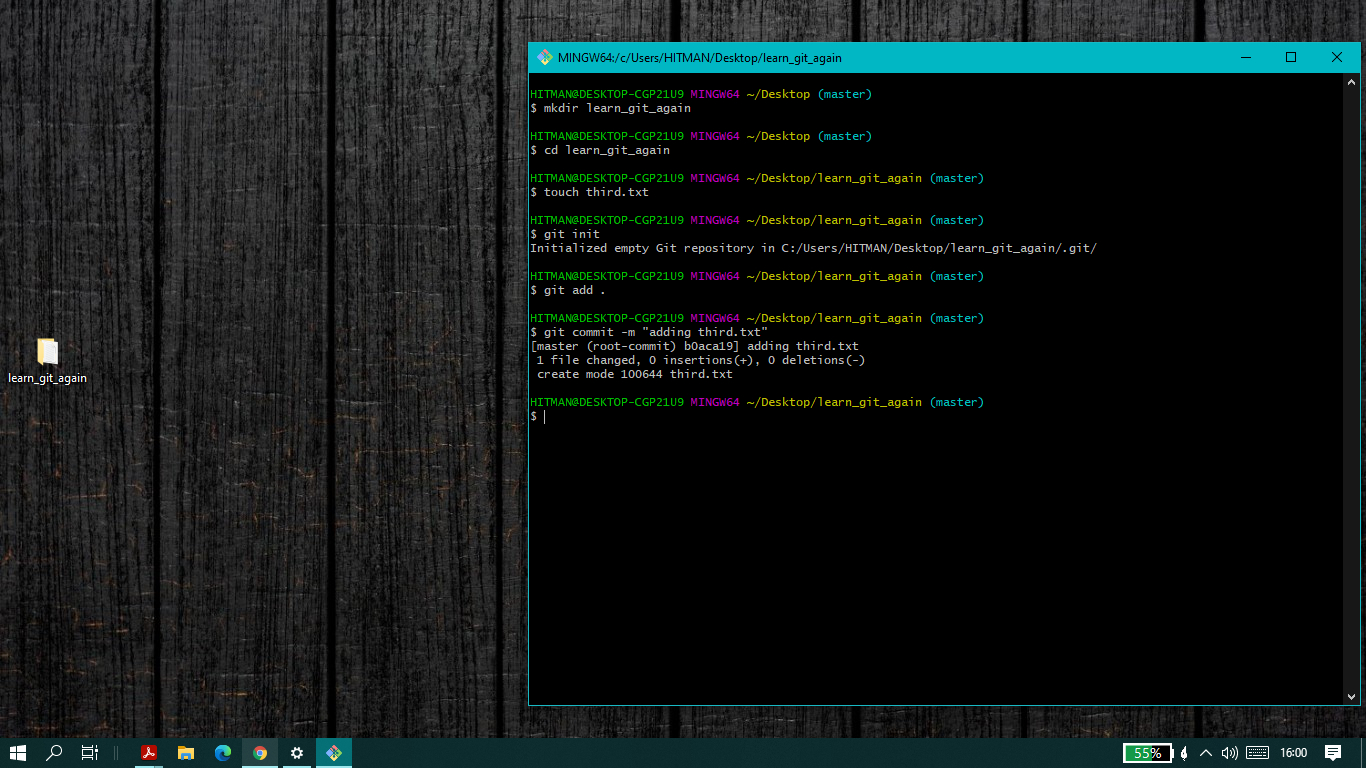 MINGW64:/c/Users/HITMAN/Desktop/learn_git_again
HITMAN@DESKTOP-CGP21U9 MINGW64 ~/Desktop (master)
$ mkdir learn_git_again
HITMAN@DESKTOP-CGP21U9 MINGW64 ~/Desktop (master)
$ cd learn_git_again
HITMAN@DESKTOP-CGP21U9 MINGW64 ~/Desktop/learn_git_again (master)
$ touch third.txt
HITMAN@DESKTOP-CGP21U9 MINGW64 ~/Desktop/learn_git_again (master)
$ git init
Initialized empty Git repository in C:/Users/HITMAN/Desktop/learn_git_again/.git/
HITMAN@DESKTOP-CGP21U9 MINGW64 ~/Desktop/learn_git_again (master)
$ git add .
HITMAN@DESKTOP-CGP21U9 MINGW64 ~/Desktop/learn_git_again (master)
$ git commit -m "adding third.txt"
[master (root-commit) b0aca19] adding third.txt
 1 file changed, 0 insertions(+), 0 deletions(-)
 create mode 100644 third.txt
HITMAN@DESKTOP-CGP21U9 MINGW64 ~/Desktop/learn_git_again (master)
$
learn_git_again
55%
16:00